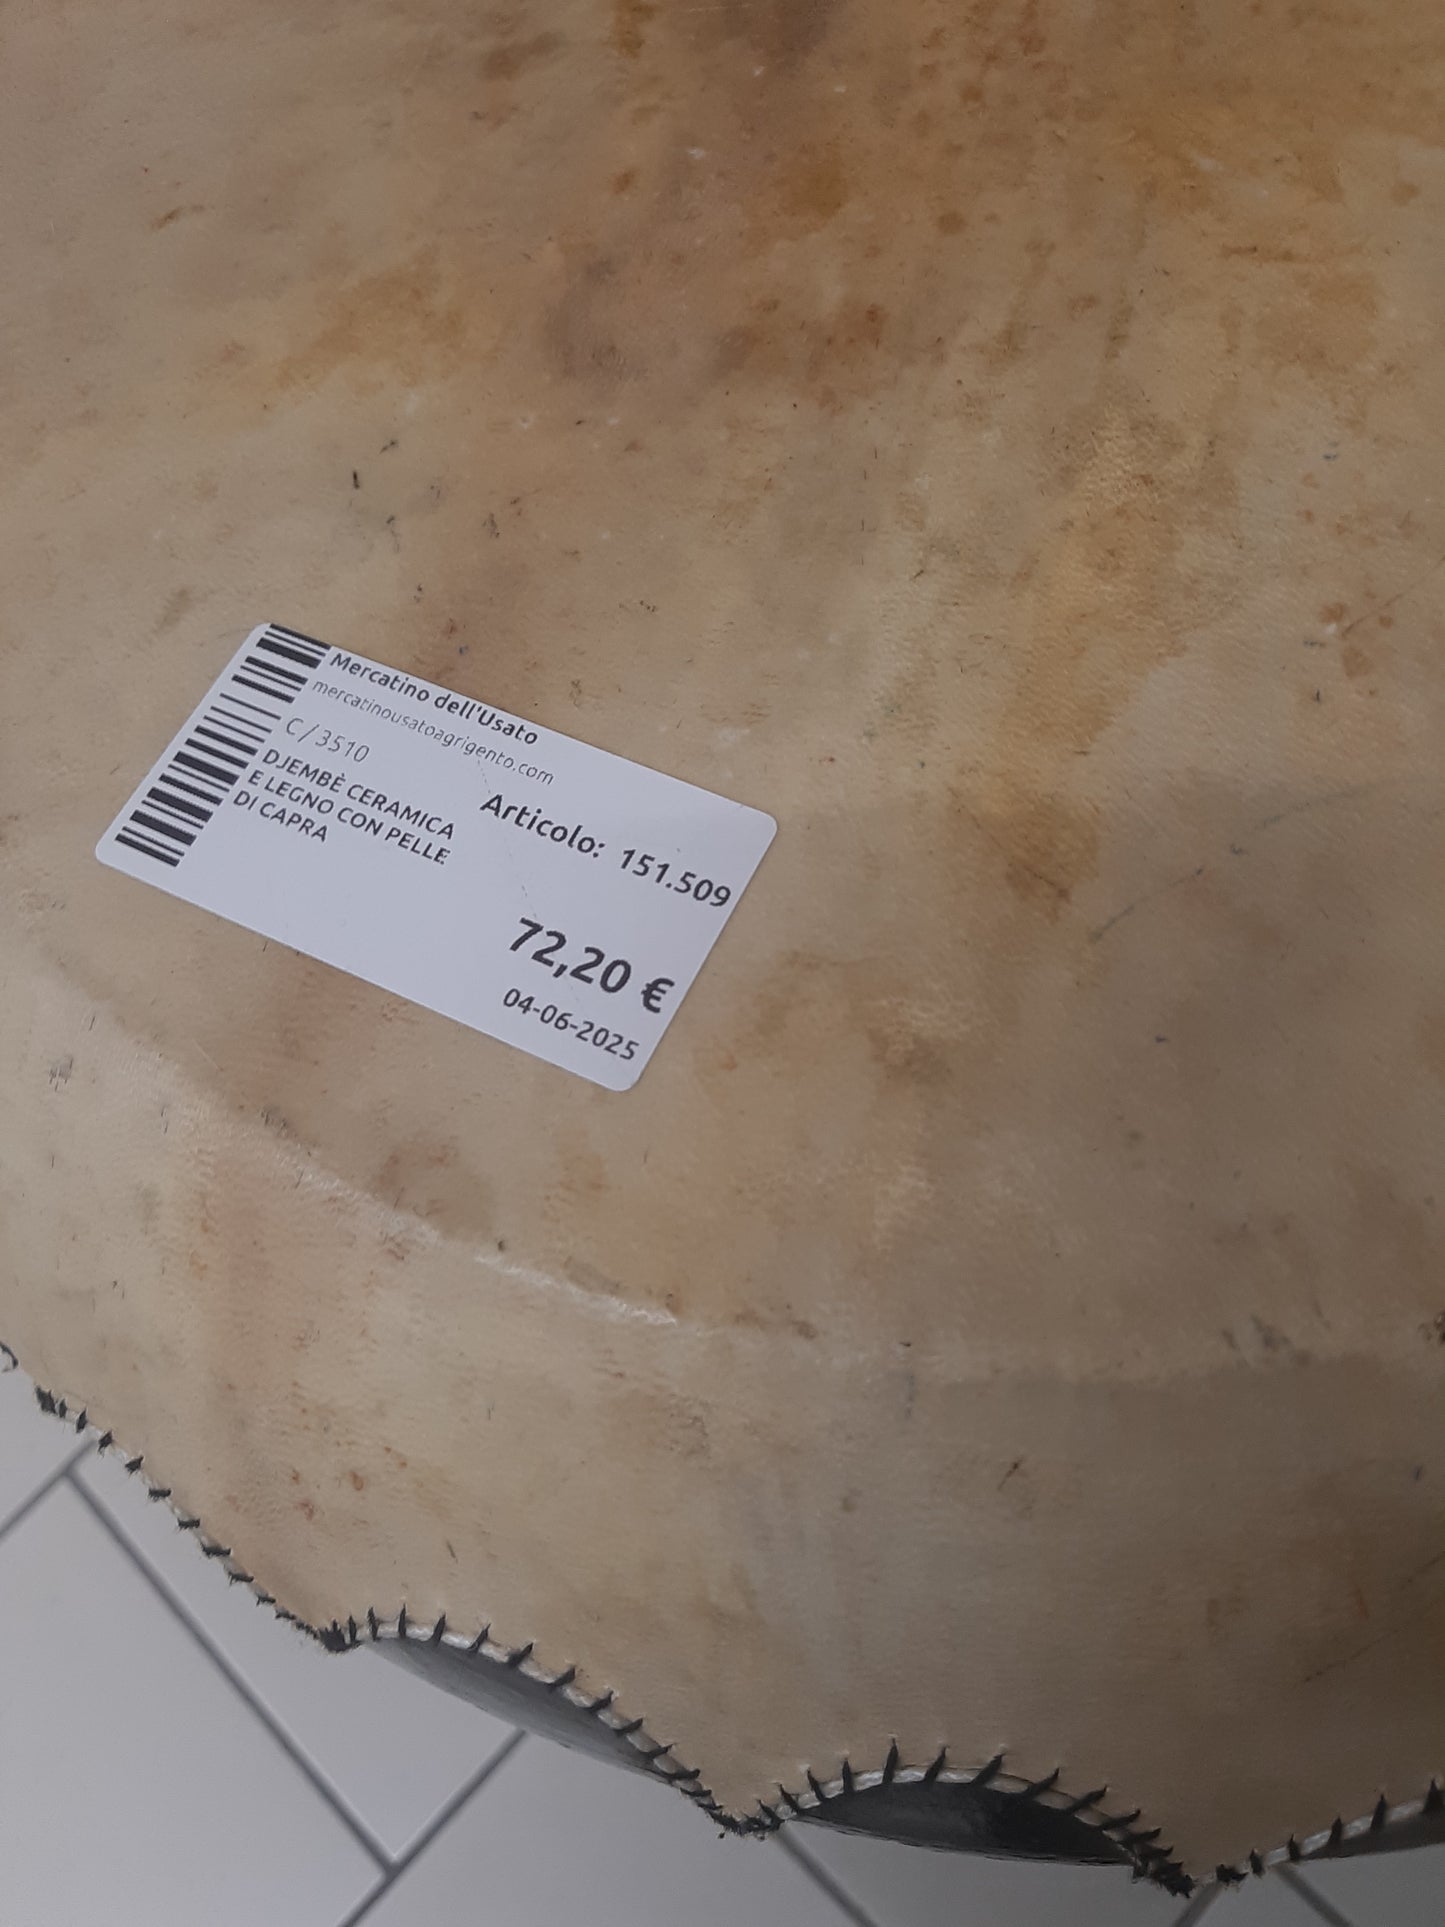 Mercatino dell'Usato
mercatinousatoagrigento.com
C/3510
DJEMBÈ CERAMICA
E LEGNO CON PELLE
DI CAPRA
Articolo: 151.509
72,20 €
04-06-2025